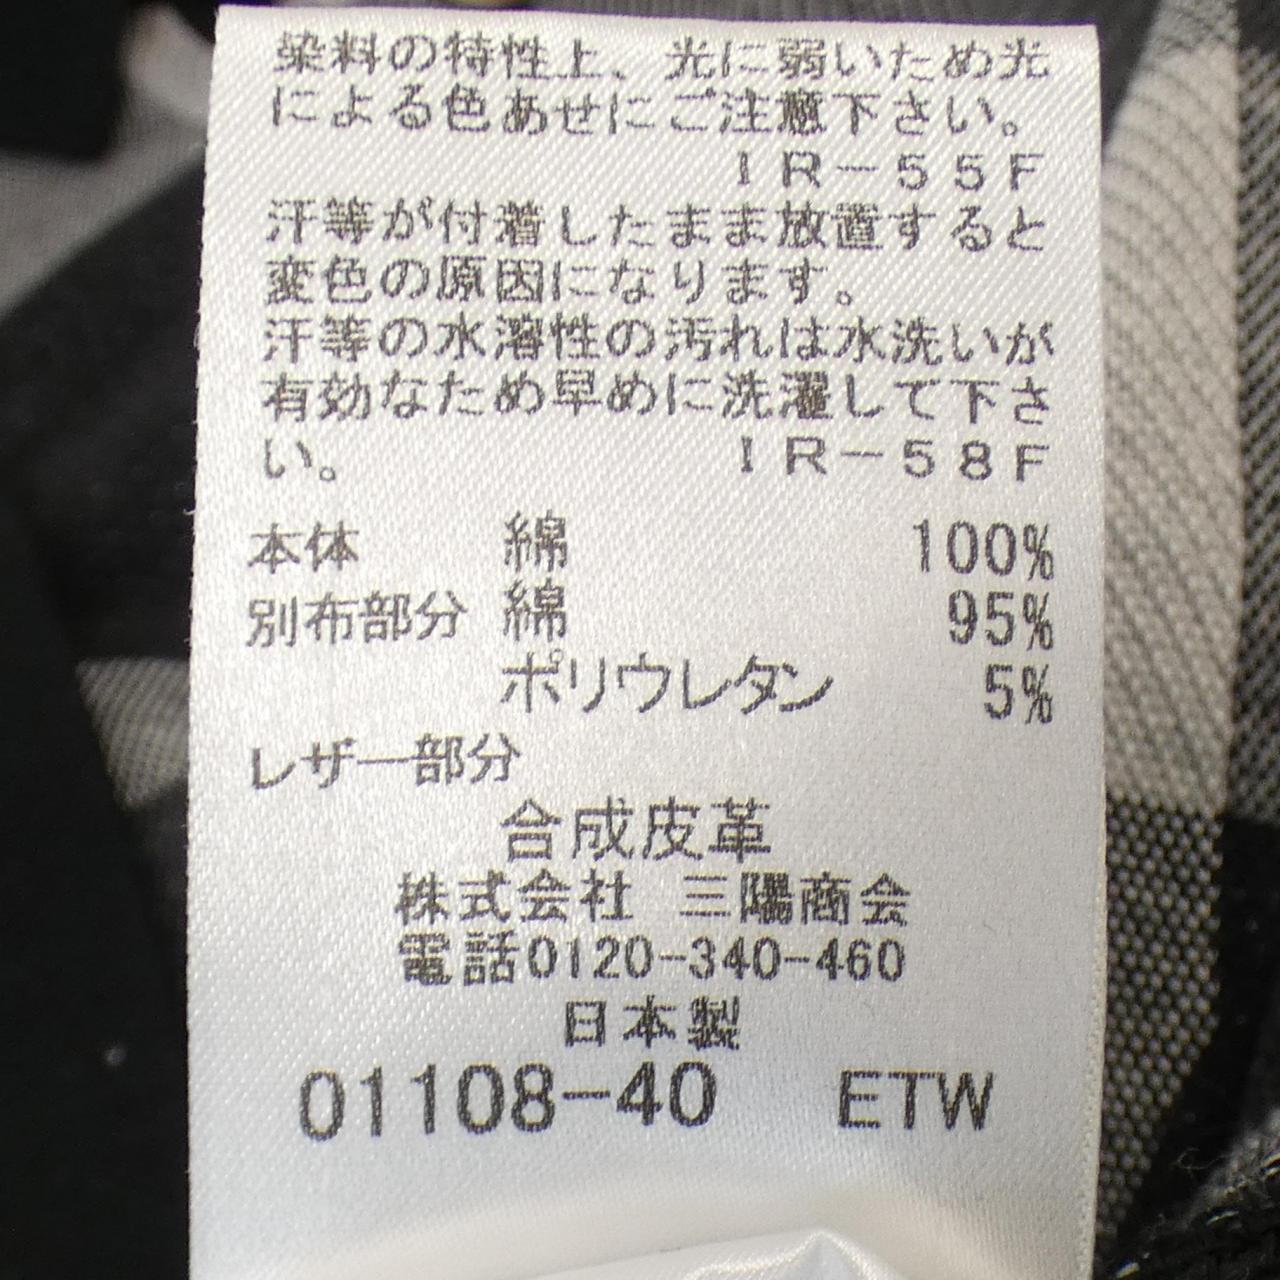 染料の特性上、光に弱いため光
による色あせにご注意下さい。
IR－55F
汗等が付着したまま放置すると
変色の原因になります。
汗等の水溶性の汚れは水洗いが
有効なため早めに洗濯して下さ
い。 IR－58F
本体 綿 100%
別布部分 綿 95%
ポリウレタン 5%
レザー部分
合成皮革
株式会社 三陽商会
電話0120-340-460
日本製
01108-40 ETW